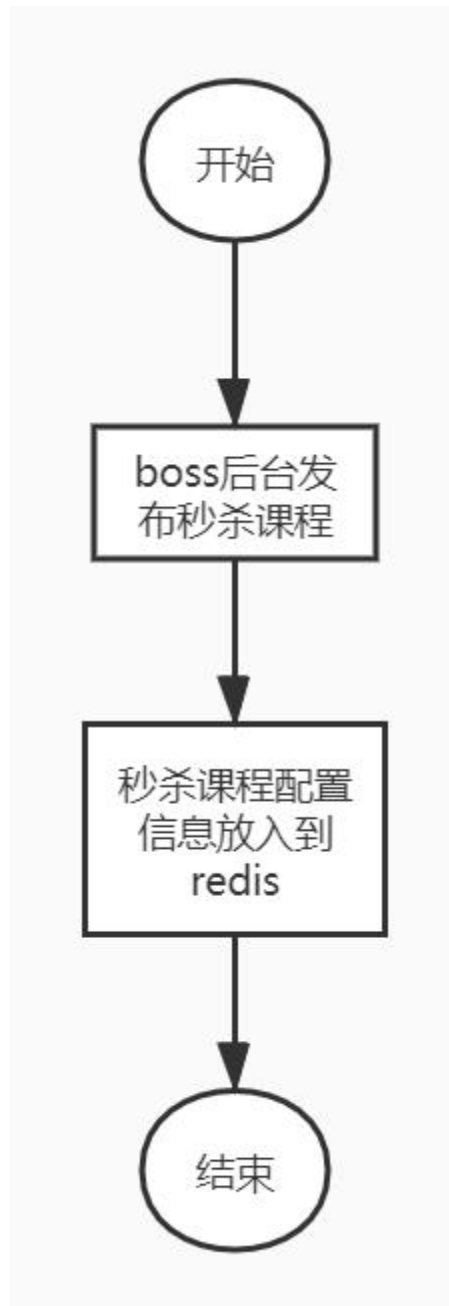 开始
boss后台发
布秒杀课程
秒杀课程配置
信息放入到
redis
结束